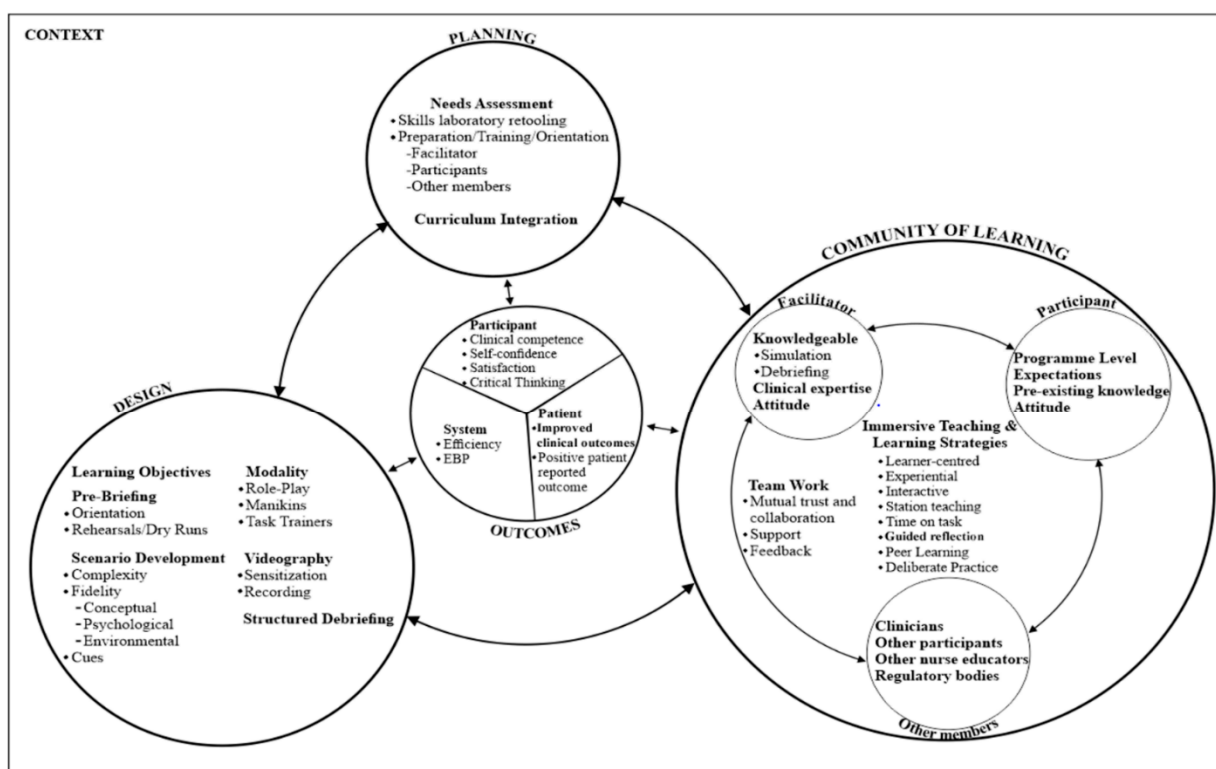 CONTEXT
PLANNING
Needs Assessment
•Skills laboratory retooling
•Preparation/Training/Orientation
-Facilitator
-Participants
-Other members
Curriculum Integration
DESIGN
Learning Objectives
Pre-Briefing
•Orientation
•Rehearsals/Dry Runs
Scenario Development
•Complexity
•Fidelity
-Conceptual
-Psychological
-Environmental
•Cues
Modality
•Role-Play
•Manikins
•Task Trainers
Videography
•Sensitization
•Recording
Structured Debriefing
Participant
•Clinical competence
•Self-confidence
•Satisfaction
•Critical Thinking
System
•Efficiency
•EBP
Patient
•Improved
clinical outcomes
•Positive patient
reported
outcome
OUTCOMES
COMMUNITY OF LEARNING
Facilitator
Knowledgeable
•Simulation
•Debriefing
Clinical expertise
Attitude
Participant
Programme Level
Expectations
Pre-existing knowledge
Attitude
Immersive Teaching &
Learning Strategies
•Learner-centred
•Experiential
•Interactive
•Station teaching
•Time on task
•Guided reflection
•Peer Learning
•Deliberate Practice
Team Work
•Mutual trust and
collaboration
•Support
•Feedback
Clinicians
Other participants
Other nurse educators
Regulatory bodies
Other members